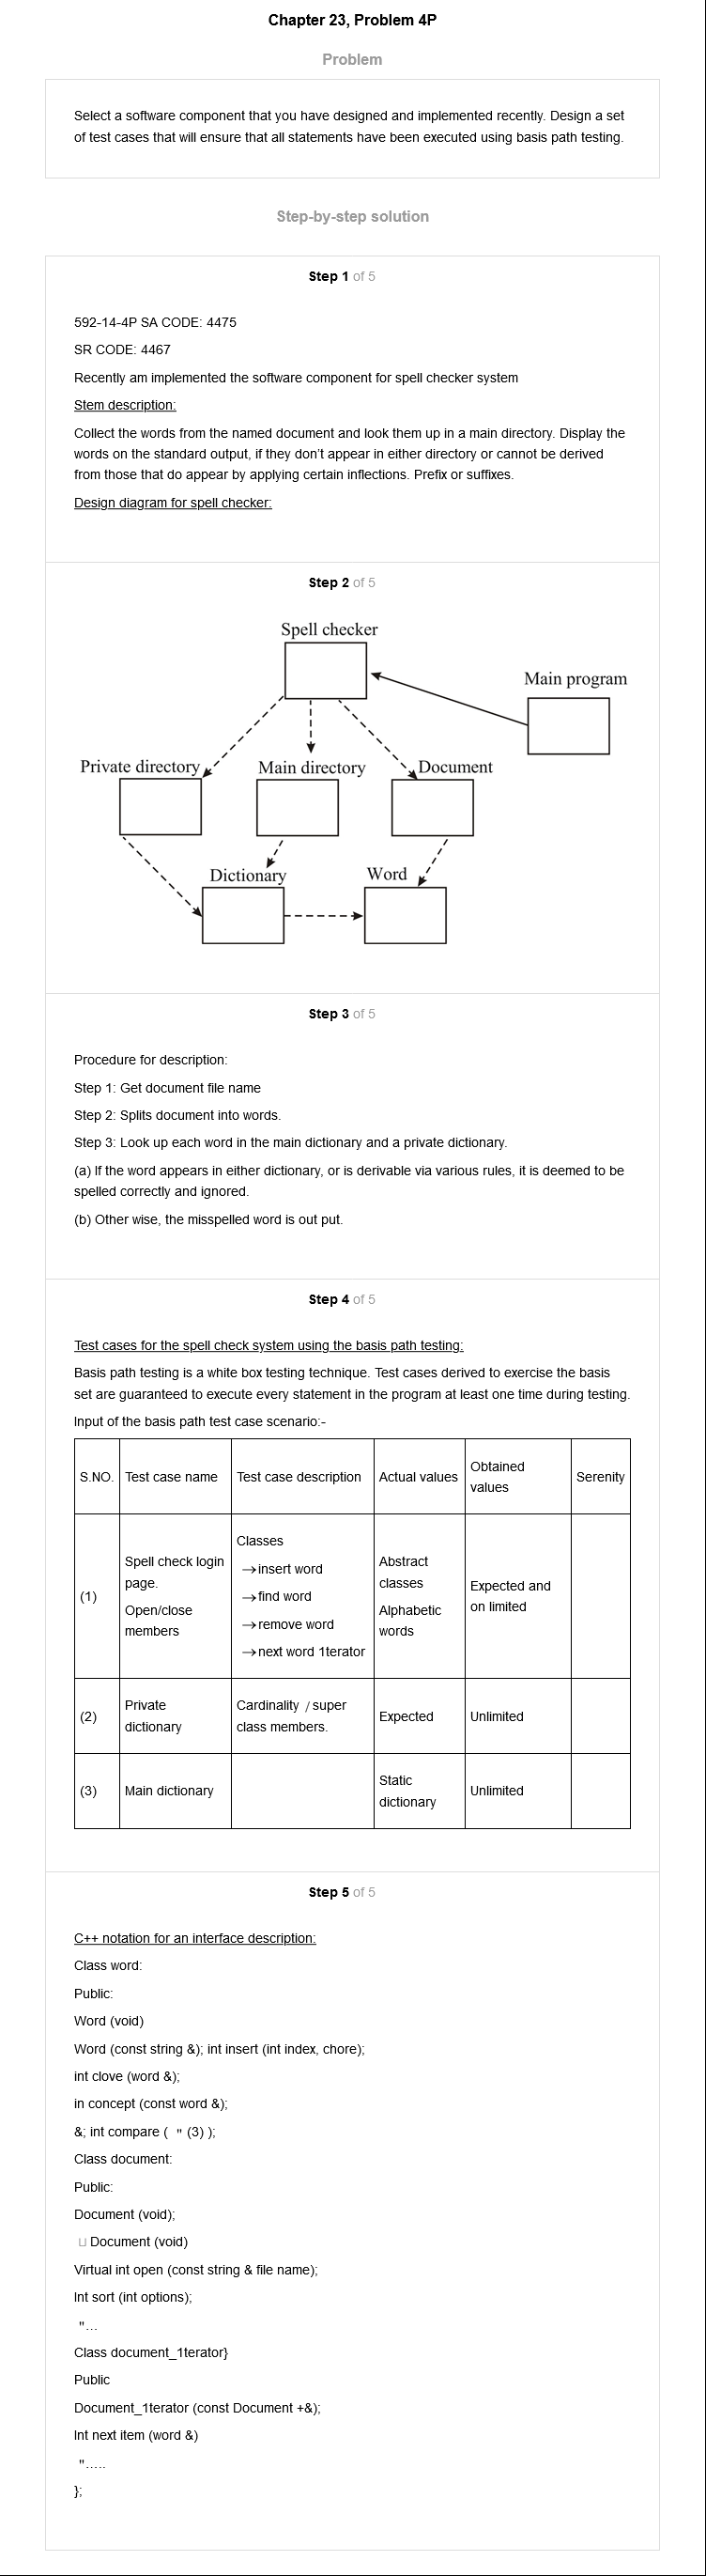 Chapter 23, Problem 4P
Problem
Select a software component that you have designed and implemented recently. Design a set
of test cases that will ensure that all statements have been executed using basis path testing.
Step-by-step solution
Step 1 of 5
592-14-4P SA CODE: 4475
SR CODE: 4467
Recently am implemented the software component for spell checker system
Stem description:
Collect the words from the named document and look them up in a main directory. Display the
words on the standard output, if they don't appear in either directory or cannot be derived
from those that do appear by applying certain inflections. Prefix or suffixes.
Design diagram for spell checker:
Step 2 of 5
Spell checker
Main program
Private directory
Main directory
Document
Dictionary
Word
Step 3 of 5
Procedure for description:
Step 1: Get document file name
Step 2: Splits document into words.
Step 3: Look up each word in the main dictionary and a private dictionary.
(a) If the word appears in either dictionary, or is derivable via various rules, it is deemed to be
spelled correctly and ignored.
(b) Other wise, the misspelled word is out put.
Step 4 of 5
Test cases for the spell check system using the basis path testing:
Basis path testing is a white box testing technique. Test cases derived to exercise the basis
set are guaranteed to execute every statement in the program at least one time during testing.
Input of the basis path test case scenario:-
S.NO. Test case name Test case description Actual values Obtained values Serenity
(1)
Spell check login
page.
Open/close
members
Classes
→insert word
→find word
→remove word
→next word 1terator
Abstract
classes
Alphabetic
words
Expected and
on limited
(2)
Private
dictionary
Cardinality / super
class members.
Expected
Unlimited
(3)
Main dictionary
Static
dictionary
Unlimited
Step 5 of 5
C++ notation for an interface description:
Class word:
Public:
Word (void)
Word (const string &); int insert (int index, chore);
int clove (word &);
in concept (const word &);
&; int compare ( " (3) );
Class document:
Public:
Document (void);
⊔ Document (void)
Virtual int open (const string & file name);
Int sort (int options);
"...
Class document_1terator}
Public
Document_1terator (const Document +&);
Int next item (word &)
".....
};